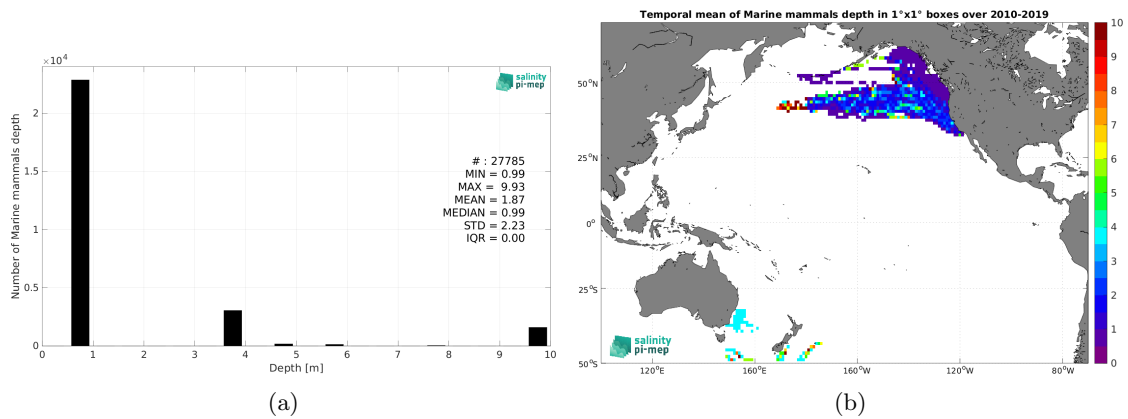 ×10⁴
2
1.5
1
0.5
0
Number of Marine mammals depth
salinity
pi-mep
# : 27785
MIN = 0.99
MAX = 9.93
MEAN = 1.87
MEDIAN = 0.99
STD = 2.23
IQR = 0.00
0 1 2 3 4 5 6 7 8 9 10
Depth [m]
(a)
Temporal mean of Marine mammals depth in 1°x1° boxes over 2010-2019
50°N
25°N
0°
25°S
50°S
salinity
pi-mep
120°E 160°E 160°W 120°W 80°W
10
9
8
7
6
5
4
3
2
1
0
(b)